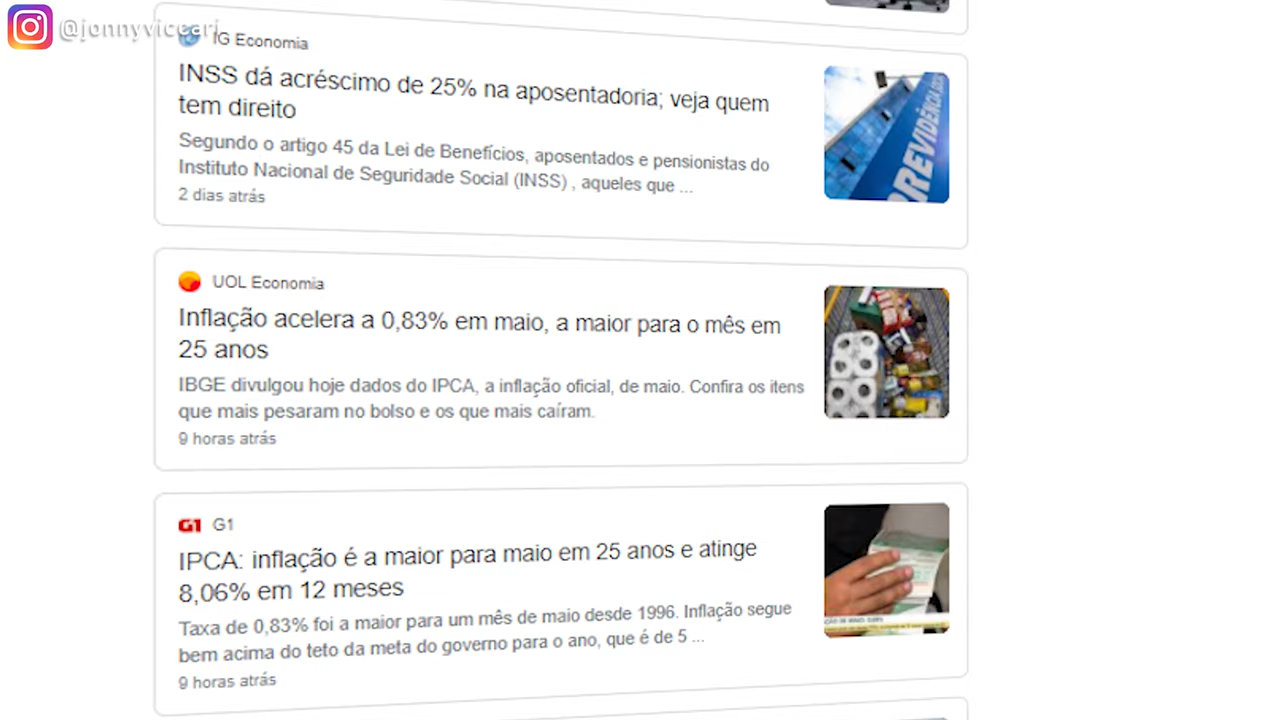 @jonnyviccari
IG Economia
INSS dá acréscimo de 25% na aposentadoria; veja quem
tem direito
Segundo o artigo 45 da Lei de Benefícios, aposentados e pensionistas do
Instituto Nacional de Seguridade Social (INSS) , aqueles que ...
2 dias atrás
PREVIDÊNCIA
UOL Economia
Inflação acelera a 0,83% em maio, a maior para o mês em
25 anos
IBGE divulgou hoje dados do IPCA, a inflação oficial, de maio. Confira os itens
que mais pesaram no bolso e os que mais caíram.
9 horas atrás
G1 G1
IPCA: inflação é a maior para maio em 25 anos e atinge
8,06% em 12 meses
Taxa de 0,83% foi a maior para um mês de maio desde 1996. Inflação segue
bem acima do teto da meta do governo para o ano, que é de 5 ...
9 horas atrás